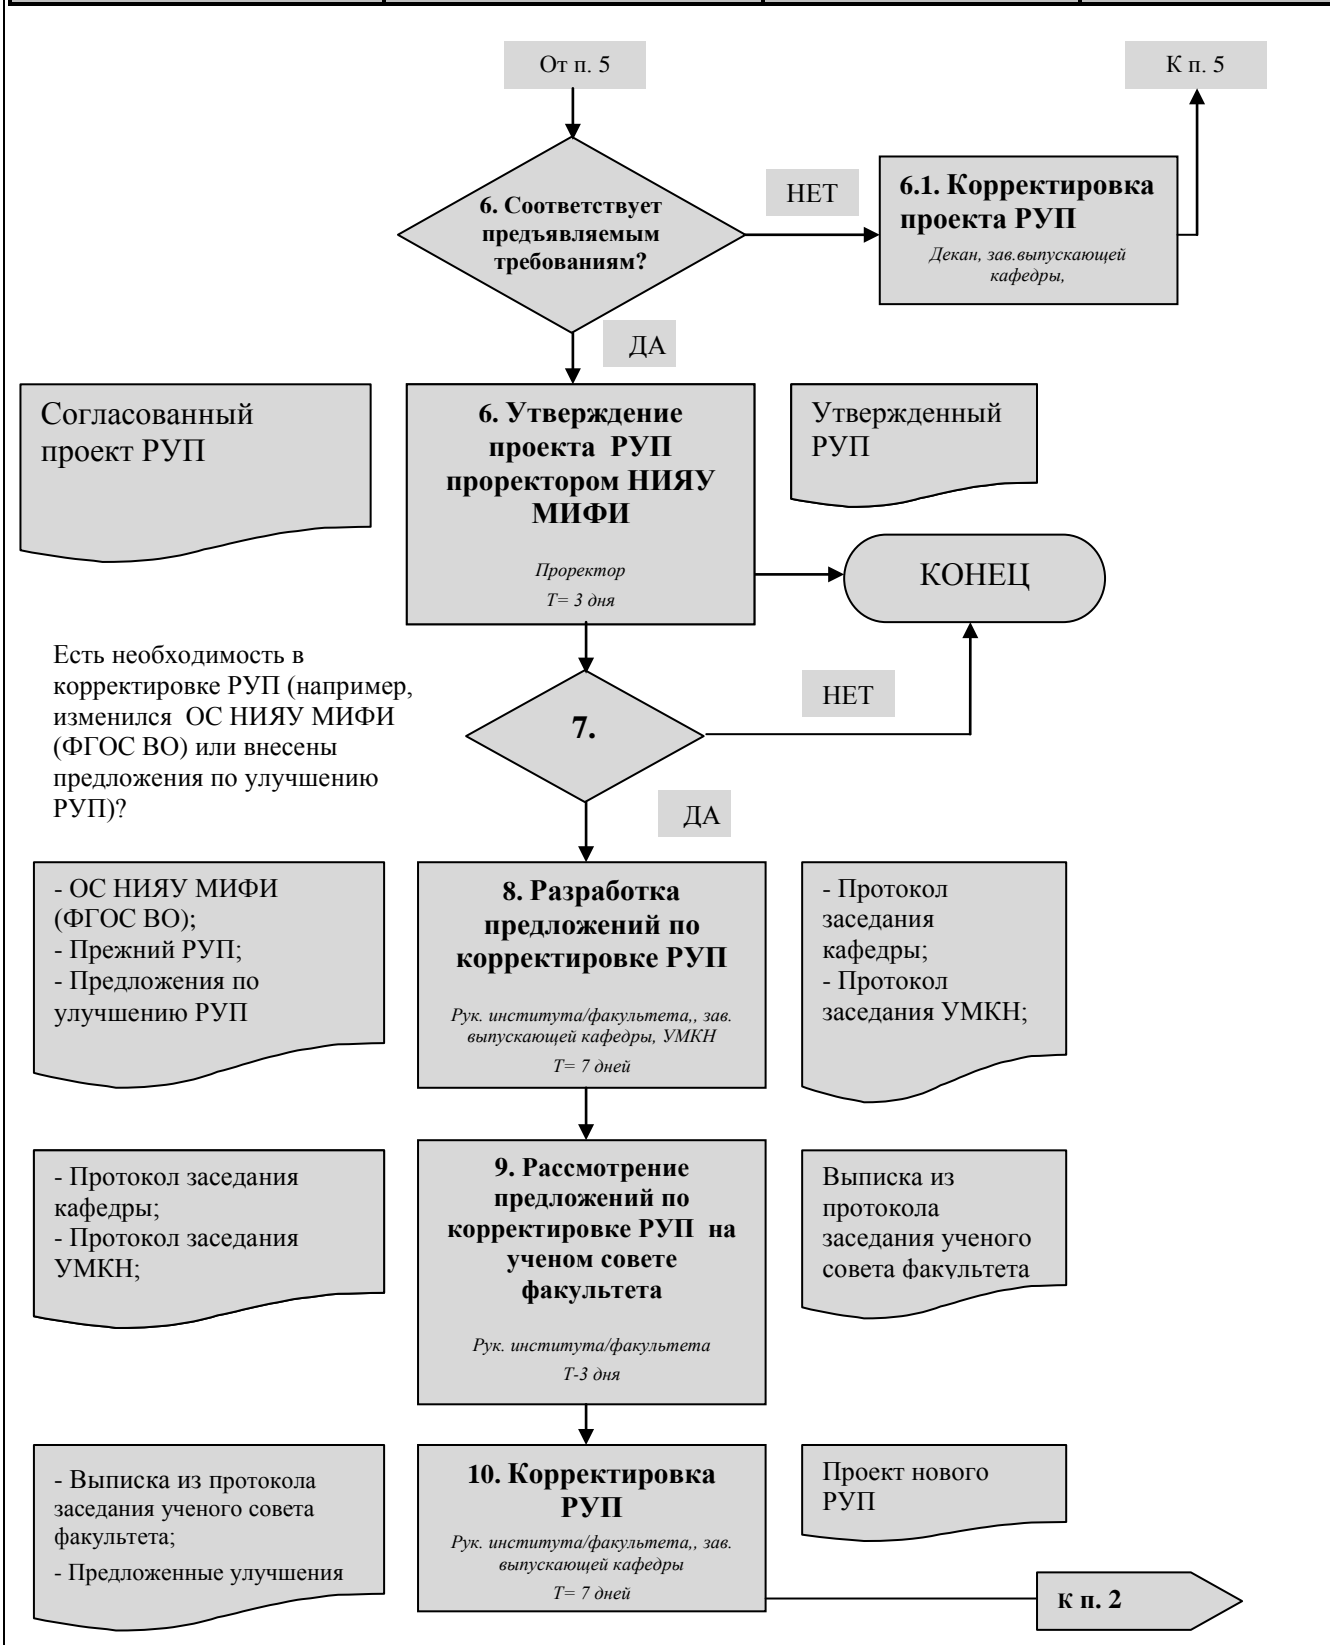 От п. 5
К п. 5
6. Соответствует
предъявляемым
требованиям?
НЕТ
6.1. Корректировка
проекта РУП
Декан, зав.выпускающей
кафедры,
ДА
Согласованный
проект РУП
6. Утверждение
проекта РУП
проректором НИЯУ
МИФИ
Проректор
Т= 3 дня
Утвержденный
РУП
КОНЕЦ
Есть необходимость в
корректировке РУП (например,
изменился ОС НИЯУ МИФИ
(ФГОС ВО) или внесены
предложения по улучшению
РУП)?
7.
НЕТ
ДА
- ОС НИЯУ МИФИ
(ФГОС ВО);
- Прежний РУП;
- Предложения по
улучшению РУП
8. Разработка
предложений по
корректировке РУП
Рук. института/факультета,, зав.
выпускающей кафедры, УМКН
Т= 7 дней
- Протокол
заседания
кафедры;
- Протокол
заседания УМКН;
- Протокол заседания
кафедры;
- Протокол заседания
УМКН;
9. Рассмотрение
предложений по
корректировке РУП на
ученом совете
факультета
Рук. института/факультета
Т-3 дня
Выписка из
протокола
заседания ученого
совета факультета
- Выписка из протокола
заседания ученого совета
факультета;
- Предложенные улучшения
10. Корректировка
РУП
Рук. института/факультета,, зав.
выпускающей кафедры
Т= 7 дней
Проект нового
РУП
К п. 2